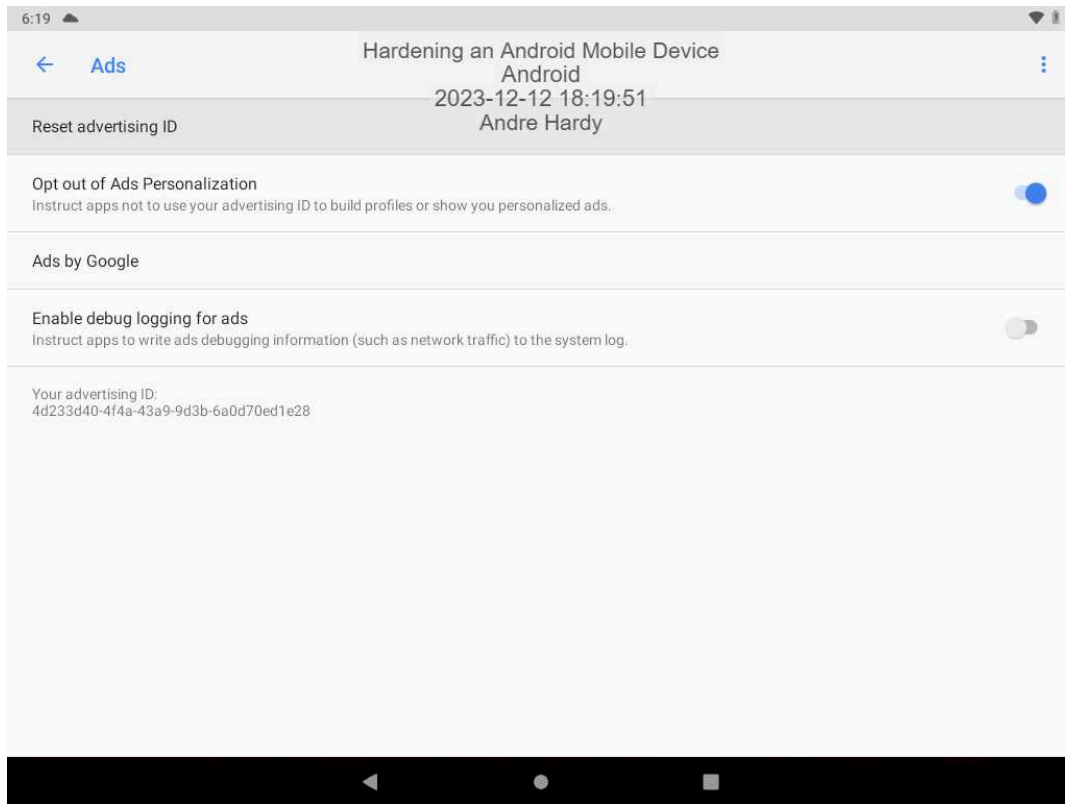 6:19
Ads
Hardening an Android Mobile Device
Android
2023-12-12 18:19:51
Andre Hardy
Reset advertising ID
Opt out of Ads Personalization
Instruct apps not to use your advertising ID to build profiles or show you personalized ads.
Ads by Google
Enable debug logging for ads
Instruct apps to write ads debugging information (such as network traffic) to the system log.
Your advertising ID:
4d233d40-4f4a-43a9-9d3b-6a0d70ed1e28